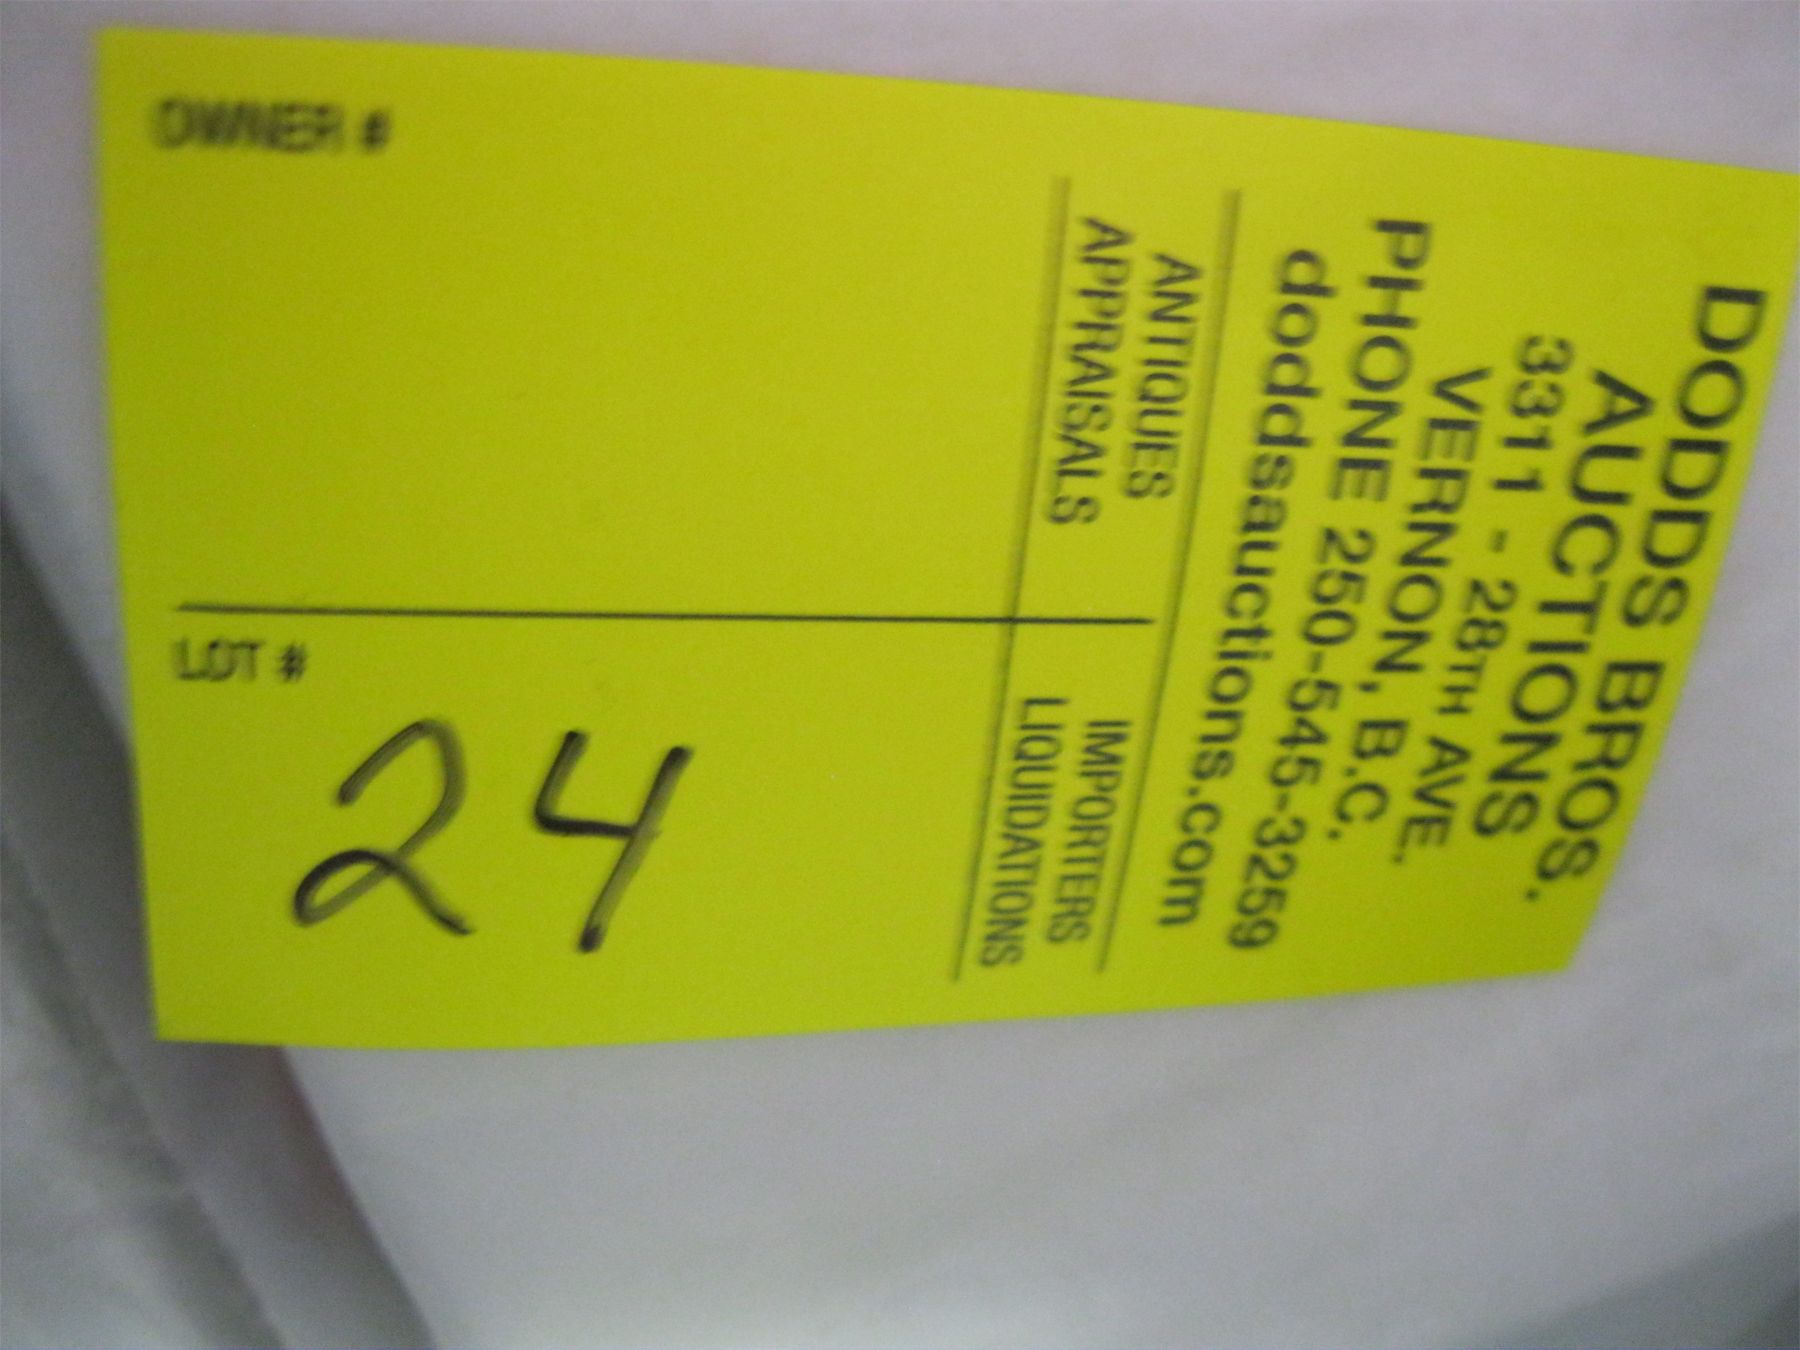 DODDS BROS.
AUCTIONS
3311 - 28TH AVE.
VERNON, B.C.
PHONE 250-545-3259
doddsauctions.com
ANTIQUES IMPORTERS
APPRAISALS LIQUIDATIONS
OWNER #
LOT #
24